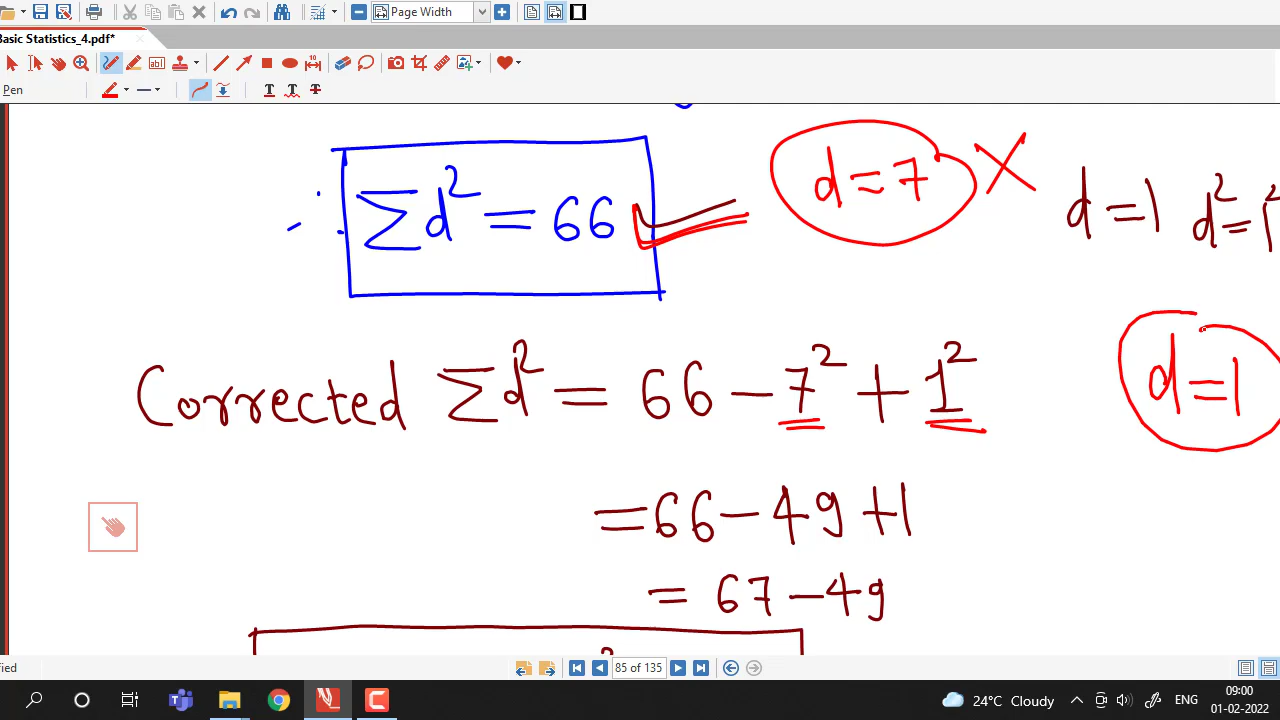 Page Width
Basic Statistics_4.pdf*
Pen
∴ Σd² = 66
d = 7
d = 1 d² = 1²
Corrected Σd² = 66 − 7² + 1²
d = 1
= 66 − 49 + 1
= 67 − 49
85 of 135
24°C Cloudy
ENG
09:00
01-02-2022